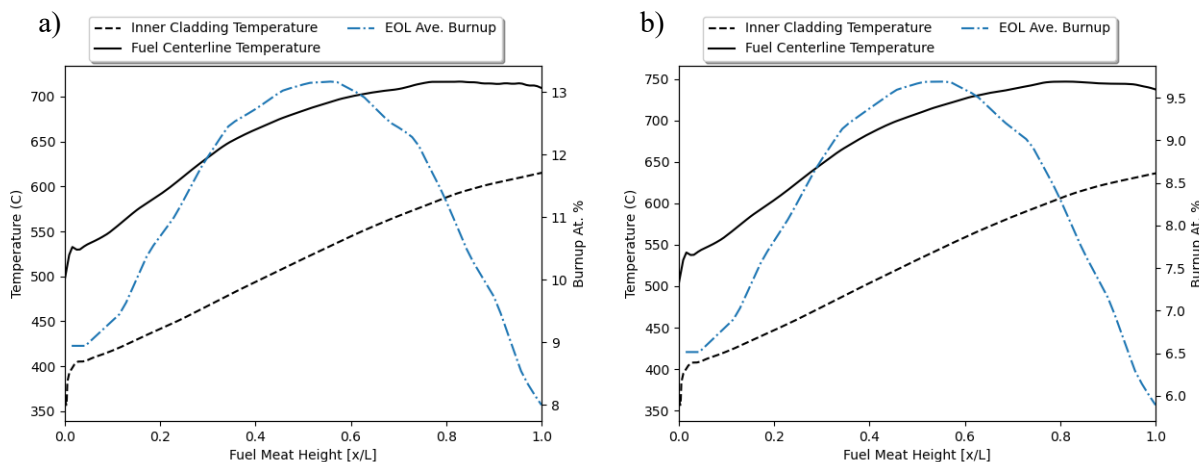 a)
Inner Cladding Temperature
Fuel Centerline Temperature
EOL Ave. Burnup
700
650
600
550
500
450
400
350
Temperature (C)
13
12
11
10
9
8
Burnup At. %
0.0 0.2 0.4 0.6 0.8 1.0
Fuel Meat Height [x/L]
b)
Inner Cladding Temperature
Fuel Centerline Temperature
EOL Ave. Burnup
750
700
650
600
550
500
450
400
350
Temperature (C)
9.5
9.0
8.5
8.0
7.5
7.0
6.5
6.0
Burnup At. %
0.0 0.2 0.4 0.6 0.8 1.0
Fuel Meat Height [x/L]